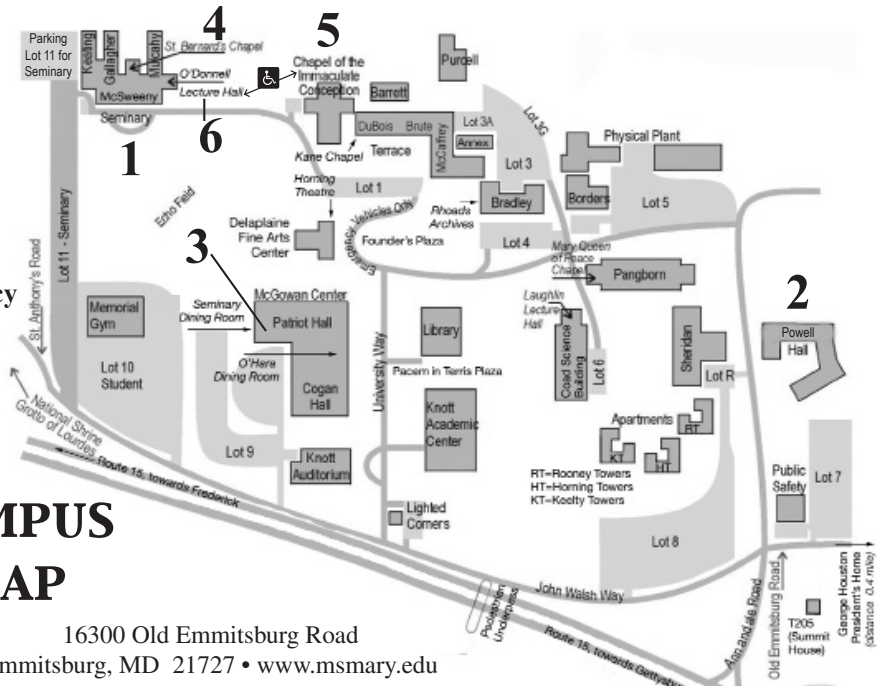 4
5
Parking
Lot 11 for
Seminary
Keating
Gallagher
Mulcahy
St. Bernard's Chapel
O'Donnell
Lecture Hall
McSweeny
Seminary
1
6
Chapel of the
Immaculate
Conception
Barrett
Purcell
DuBois Brute
McCaffrey
Lot 3A
Annex
Lot 3G
Lot 3
Kane Chapel
Terrace
Horning
Theatre
Lot 1
Physical Plant
Borders
Lot 5
Bradley
Rhoads
Archives
Echo Field
Lot 11 - Seminary
St. Anthony's Road
Delaplaine
Fine Arts
Center
Emergency Vehicles Only
Founder's Plaza
Lot 4
Mary Queen
of Peace
Chapel
Pangborn
3
2
McGowan Center
Seminary
Dining Room
Patriot Hall
O'Hara
Dining Room
Cogan
Hall
Memorial
Gym
Lot 10
Student
University Way
Library
Pacem in Terris Plaza
Laughlin
Lecture
Hall
Coad Science
Building
Lot 6
Sheridan
Lot R
Powell
Hall
National Shrine
Grotto of Lourdes
Lot 9
Knott
Auditorium
Knott
Academic
Center
Apartments
RT
KT
HT
RT=Rooney Towers
HT=Horning Towers
KT=Keelty Towers
Public
Safety
Lot 7
Route 15, towards Frederick
Lighted
Corners
Lot 8
John Walsh Way
Pedestrian
Underpass
Route 15, towards Gettysbu
Annandale Road
Old Emmitsburg Road
T205
(Summit
House)
George Houston
President's Home
(distance 0.4 mile)
cy
MPUS
AP
16300 Old Emmitsburg Road
mmitsburg, MD 21727 • www.msmary.edu